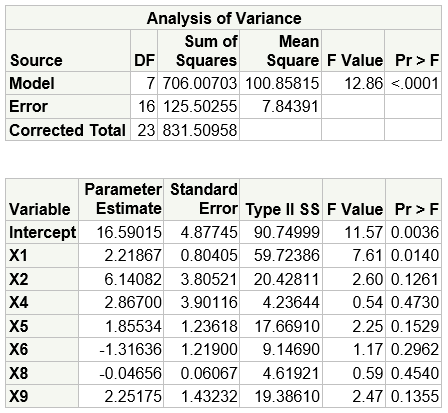 Analysis of Variance
Sum of Mean
Source DF Squares Square F Value Pr > F
Model 7 706.00703 100.85815 12.86 <.0001
Error 16 125.50255 7.84391
Corrected Total 23 831.50958
Parameter Standard
Variable Estimate Error Type II SS F Value Pr > F
Intercept 16.59015 4.87745 90.74999 11.57 0.0036
X1 2.21867 0.80405 59.72386 7.61 0.0140
X2 6.14082 3.80521 20.42811 2.60 0.1261
X4 2.86700 3.90116 4.23644 0.54 0.4730
X5 1.85534 1.23618 17.66910 2.25 0.1529
X6 -1.31636 1.21900 9.14690 1.17 0.2962
X8 -0.04656 0.06067 4.61921 0.59 0.4540
X9 2.25175 1.43232 19.38610 2.47 0.1355